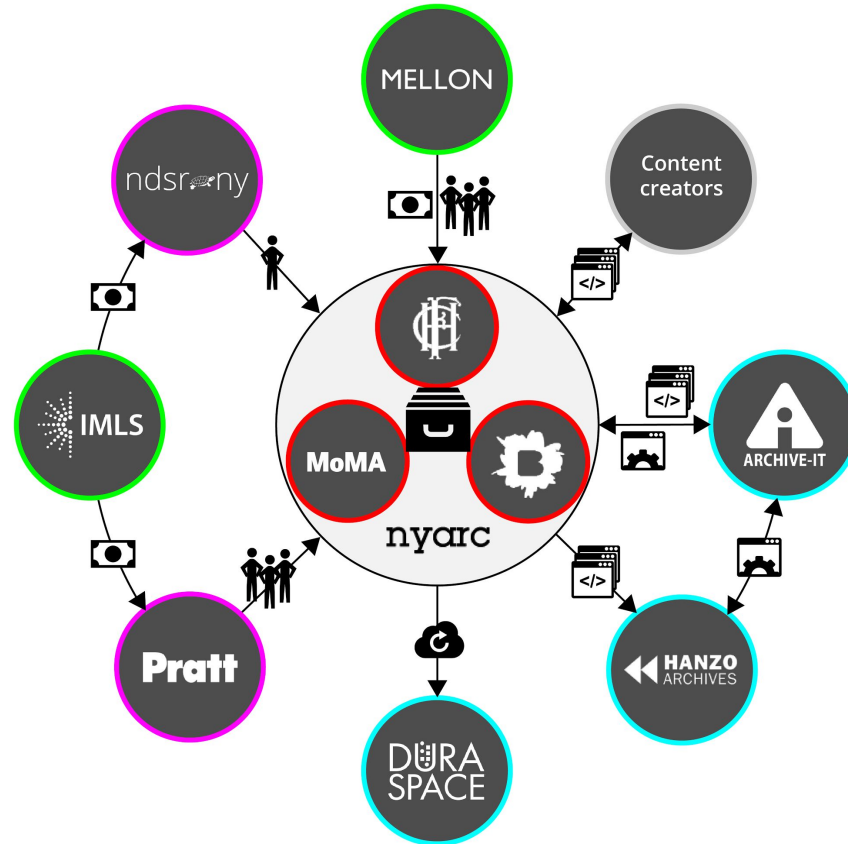 MELLON
ndsr ny
Content
creators
</>
IMLS
</>
MoMA
B
ARCHIVE-IT
nyarc
</>
Pratt
HANZO
ARCHIVES
DURA
SPACE